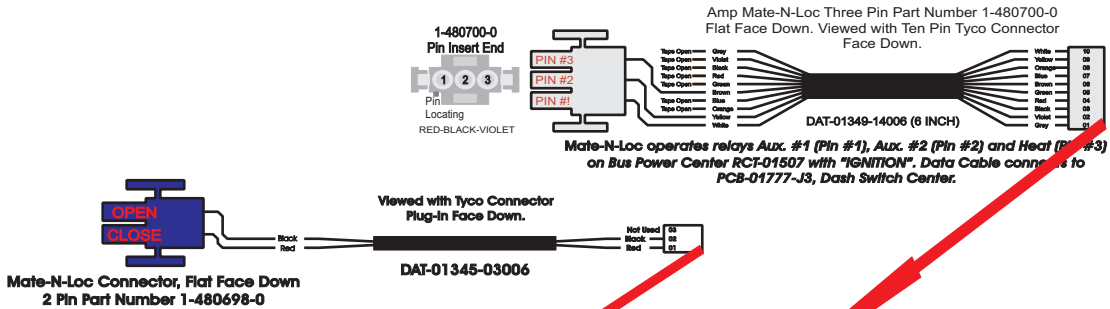 Amp Mate-N-Loc Three Pin Part Number 1-480700-0
Flat Face Down. Viewed with Ten Pin Tyco Connector
Face Down.
1-480700-0
Pin Insert End
1 2 3
Pin
Locating
RED-BLACK-VIOLET
PIN #3
PIN #2
PIN #!
Tape Open Grey
Tape Open Violet
Tape Open Black
Tape Open Red
Tape Open Green
Brown
Tape Open Blue
Tape Open Orange
Yellow
White
White 10
Yellow 09
Orange 08
Blue 07
Brown 06
Green 05
Red 04
Black 03
Violet 02
Grey 01
DAT-01349-14006 (6 INCH)
Mate-N-Loc operates relays Aux. #1 (Pin #1), Aux. #2 (Pin #2) and Heat (Pin #3)
on Bus Power Center RCT-01507 with "IGNITION". Data Cable connects to
PCB-01777-J3, Dash Switch Center.
OPEN
CLOSE
Black
Red
Viewed with Tyco Connector
Plug-in Face Down.
Not Used 03
Black 02
Red 01
DAT-01345-03006
Mate-N-Loc Connector, Flat Face Down
2 Pin Part Number 1-480698-0